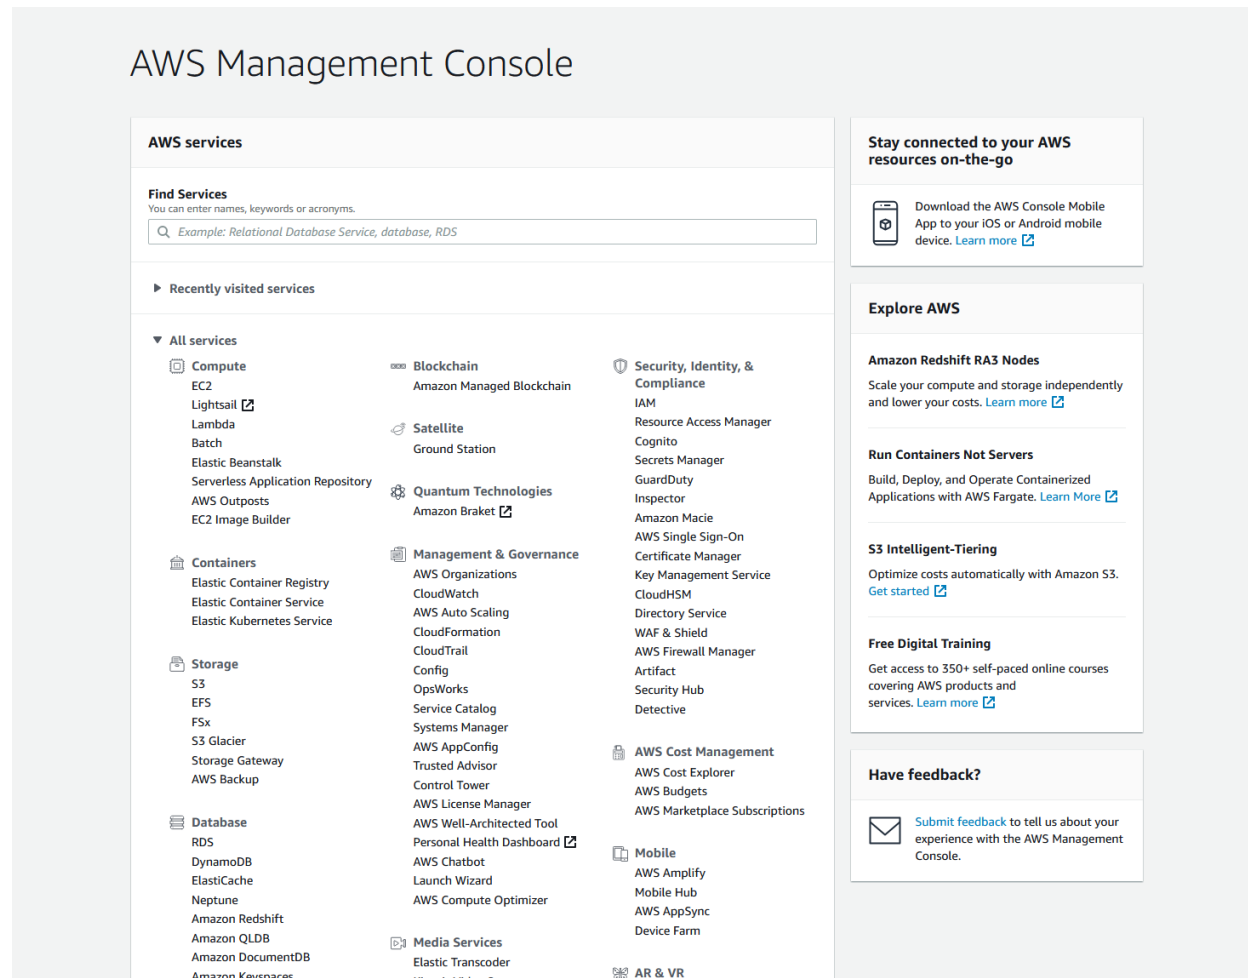 AWS Management Console
AWS services
Find Services
You can enter names, keywords or acronyms.
Example: Relational Database Service, database, RDS
Recently visited services
All services
Compute
EC2
Lightsail
Lambda
Batch
Elastic Beanstalk
Serverless Application Repository
AWS Outposts
EC2 Image Builder
Containers
Elastic Container Registry
Elastic Container Service
Elastic Kubernetes Service
Storage
S3
EFS
FSx
S3 Glacier
Storage Gateway
AWS Backup
Database
RDS
DynamoDB
ElastiCache
Neptune
Amazon Redshift
Amazon QLDB
Amazon DocumentDB
Amazon Keyspaces
Blockchain
Amazon Managed Blockchain
Satellite
Ground Station
Quantum Technologies
Amazon Braket
Management & Governance
AWS Organizations
CloudWatch
AWS Auto Scaling
CloudFormation
CloudTrail
Config
OpsWorks
Service Catalog
Systems Manager
AWS AppConfig
Trusted Advisor
Control Tower
AWS License Manager
AWS Well-Architected Tool
Personal Health Dashboard
AWS Chatbot
Launch Wizard
AWS Compute Optimizer
Media Services
Elastic Transcoder
Security, Identity, &
Compliance
IAM
Resource Access Manager
Cognito
Secrets Manager
GuardDuty
Inspector
Amazon Macie
AWS Single Sign-On
Certificate Manager
Key Management Service
CloudHSM
Directory Service
WAF & Shield
AWS Firewall Manager
Artifact
Security Hub
Detective
AWS Cost Management
AWS Cost Explorer
AWS Budgets
AWS Marketplace Subscriptions
Mobile
AWS Amplify
Mobile Hub
AWS AppSync
Device Farm
AR & VR
Stay connected to your AWS
resources on-the-go
Download the AWS Console Mobile
App to your iOS or Android mobile
device. Learn more
Explore AWS
Amazon Redshift RA3 Nodes
Scale your compute and storage independently
and lower your costs. Learn more
Run Containers Not Servers
Build, Deploy, and Operate Containerized
Applications with AWS Fargate. Learn More
S3 Intelligent-Tiering
Optimize costs automatically with Amazon S3.
Get started
Free Digital Training
Get access to 350+ self-paced online courses
covering AWS products and
services. Learn more
Have feedback?
Submit feedback to tell us about your
experience with the AWS Management
Console.